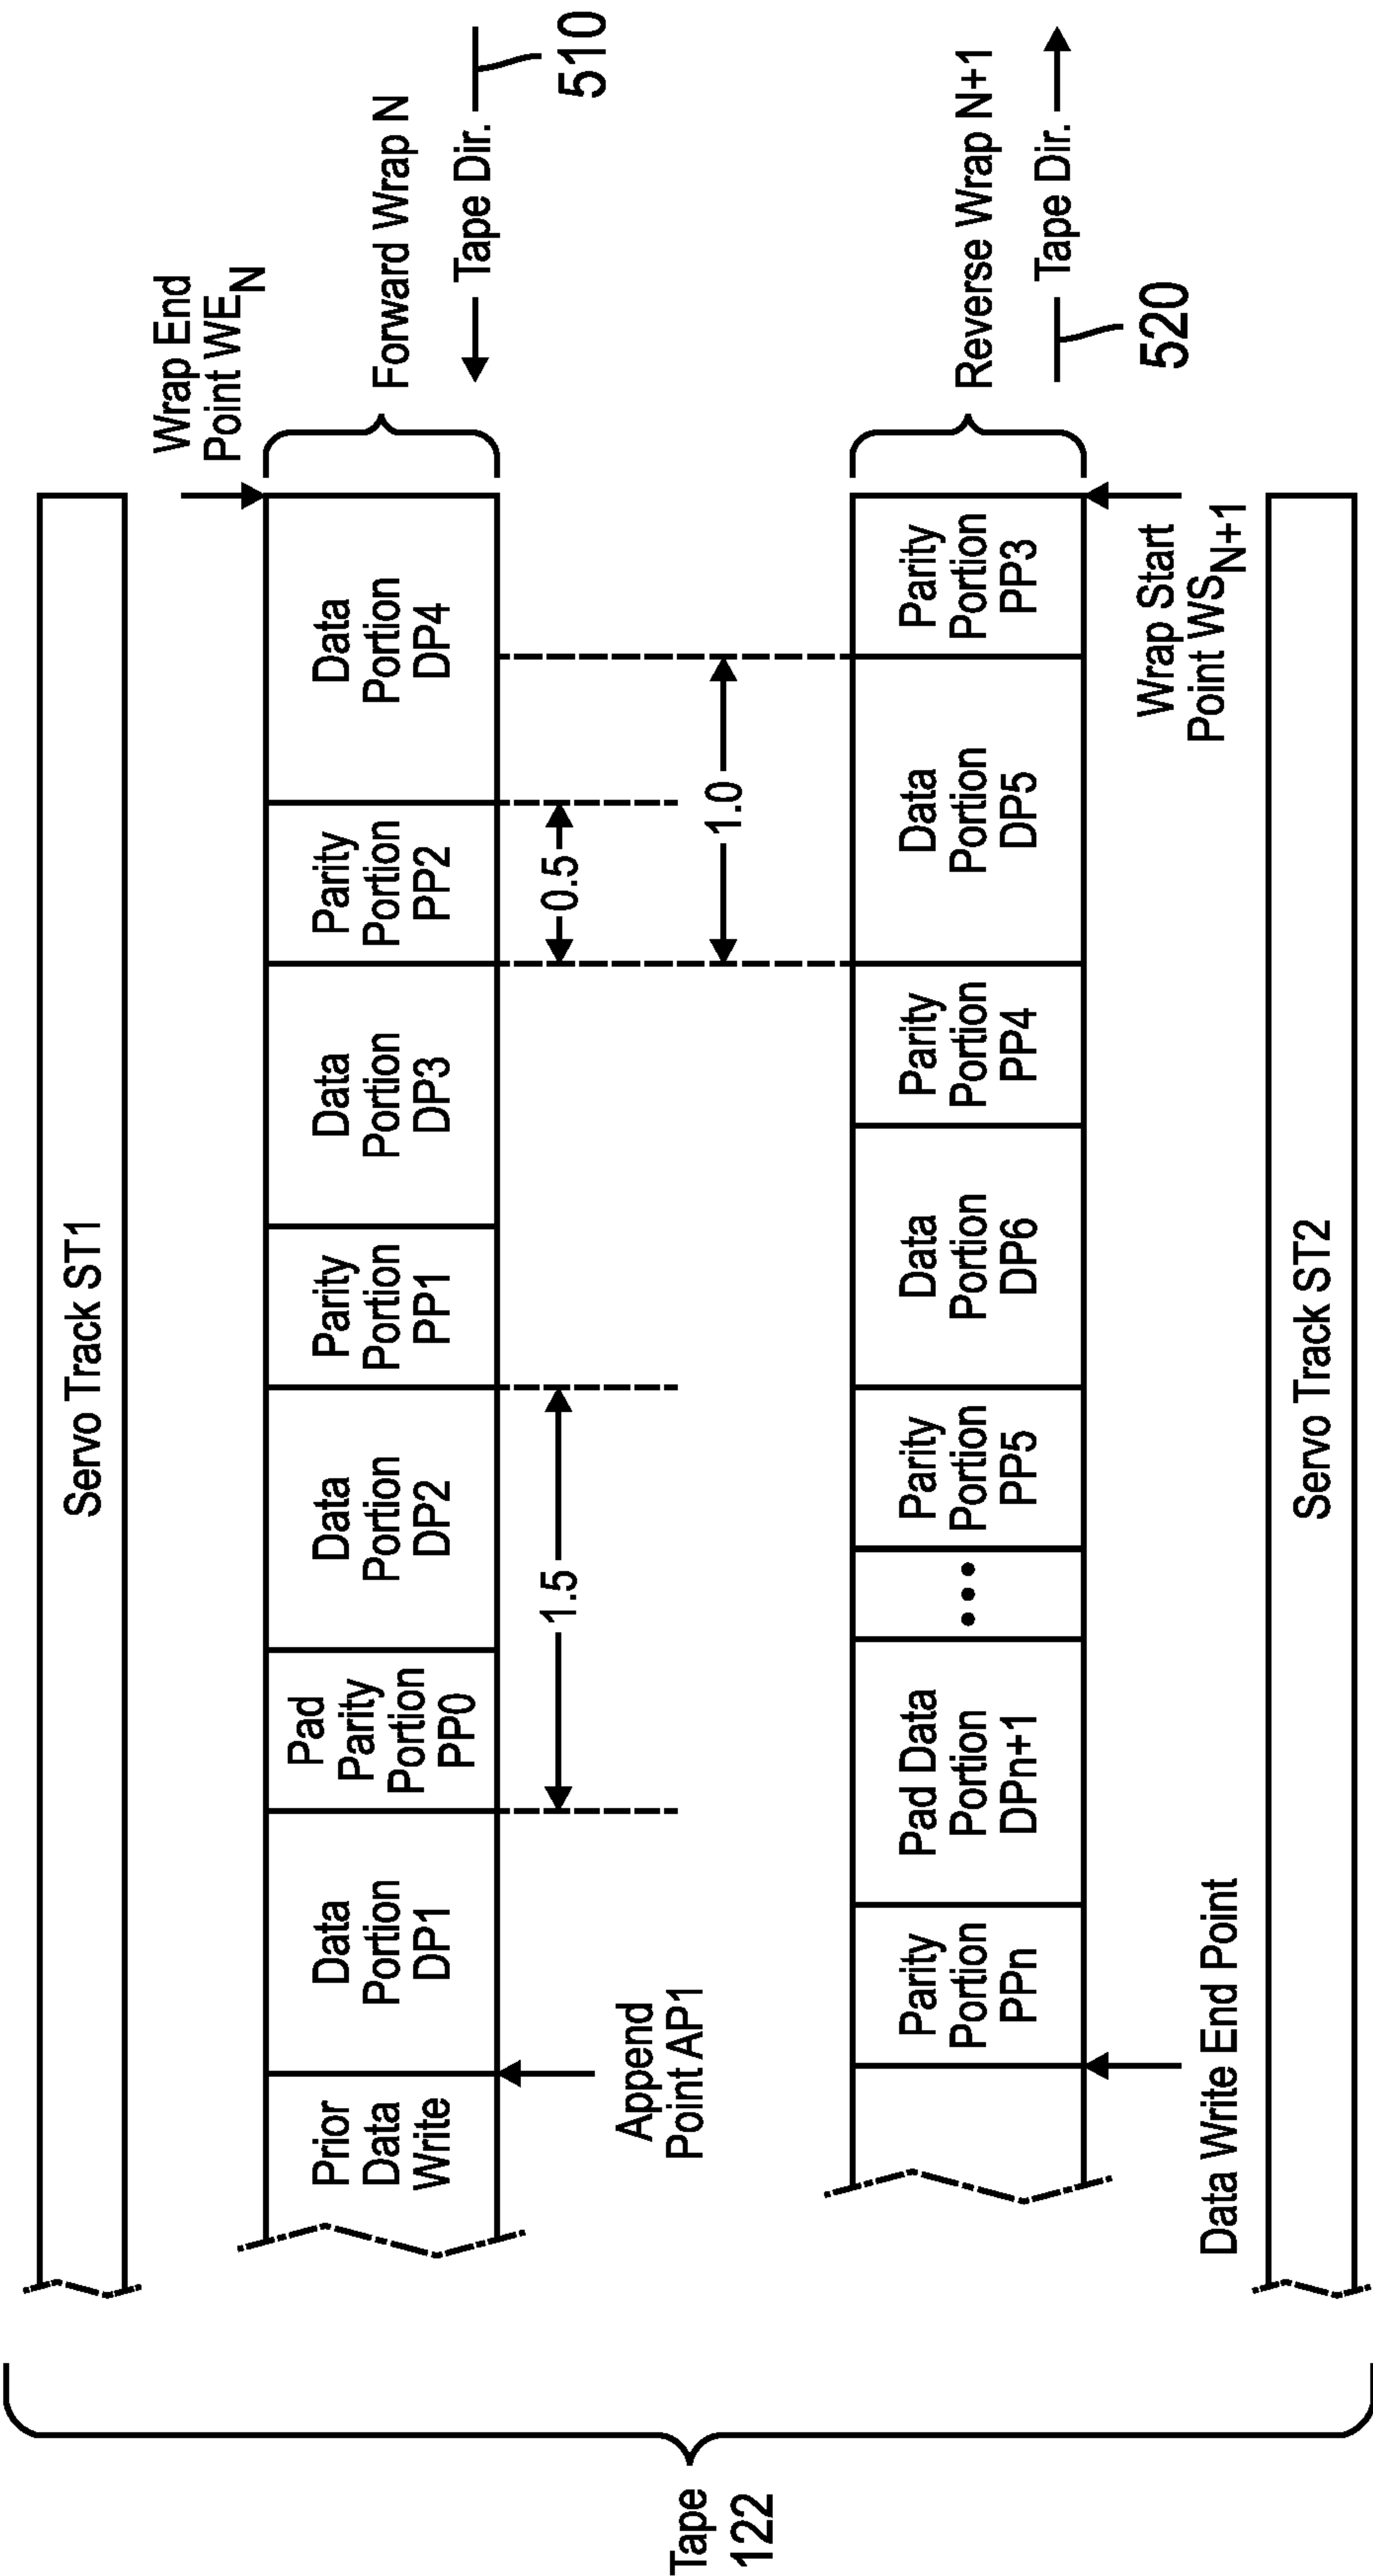 Servo Track ST1
Wrap End
Point WE_N
Prior
Data
Write
Data
Portion
DP1
Pad
Parity
Portion
PP0
Data
Portion
DP2
Parity
Portion
PP1
Data
Portion
DP3
Parity
Portion
PP2
Data
Portion
DP4
Forward Wrap N
Tape Dir.
510
Append
Point AP1
1.5
0.5
1.0
Parity
Portion
PPn
Pad Data
Portion
DPn+1
•••
Parity
Portion
PP5
Data
Portion
DP6
Parity
Portion
PP4
Data
Portion
DP5
Parity
Portion
PP3
Reverse Wrap N+1
Tape Dir.
520
Data Write End Point
Wrap Start
Point WS_N+1
Servo Track ST2
Tape
122